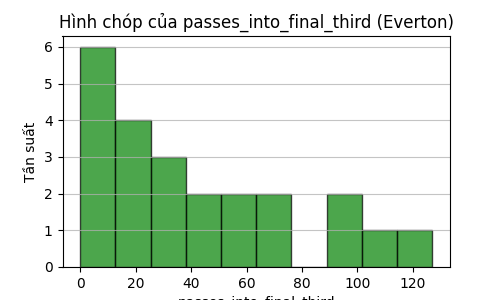 Hình chóp của passes_into_final_third (Everton)
Tần suất
6
5
4
3
2
1
0
0 20 40 60 80 100 120
passes_into_final_third